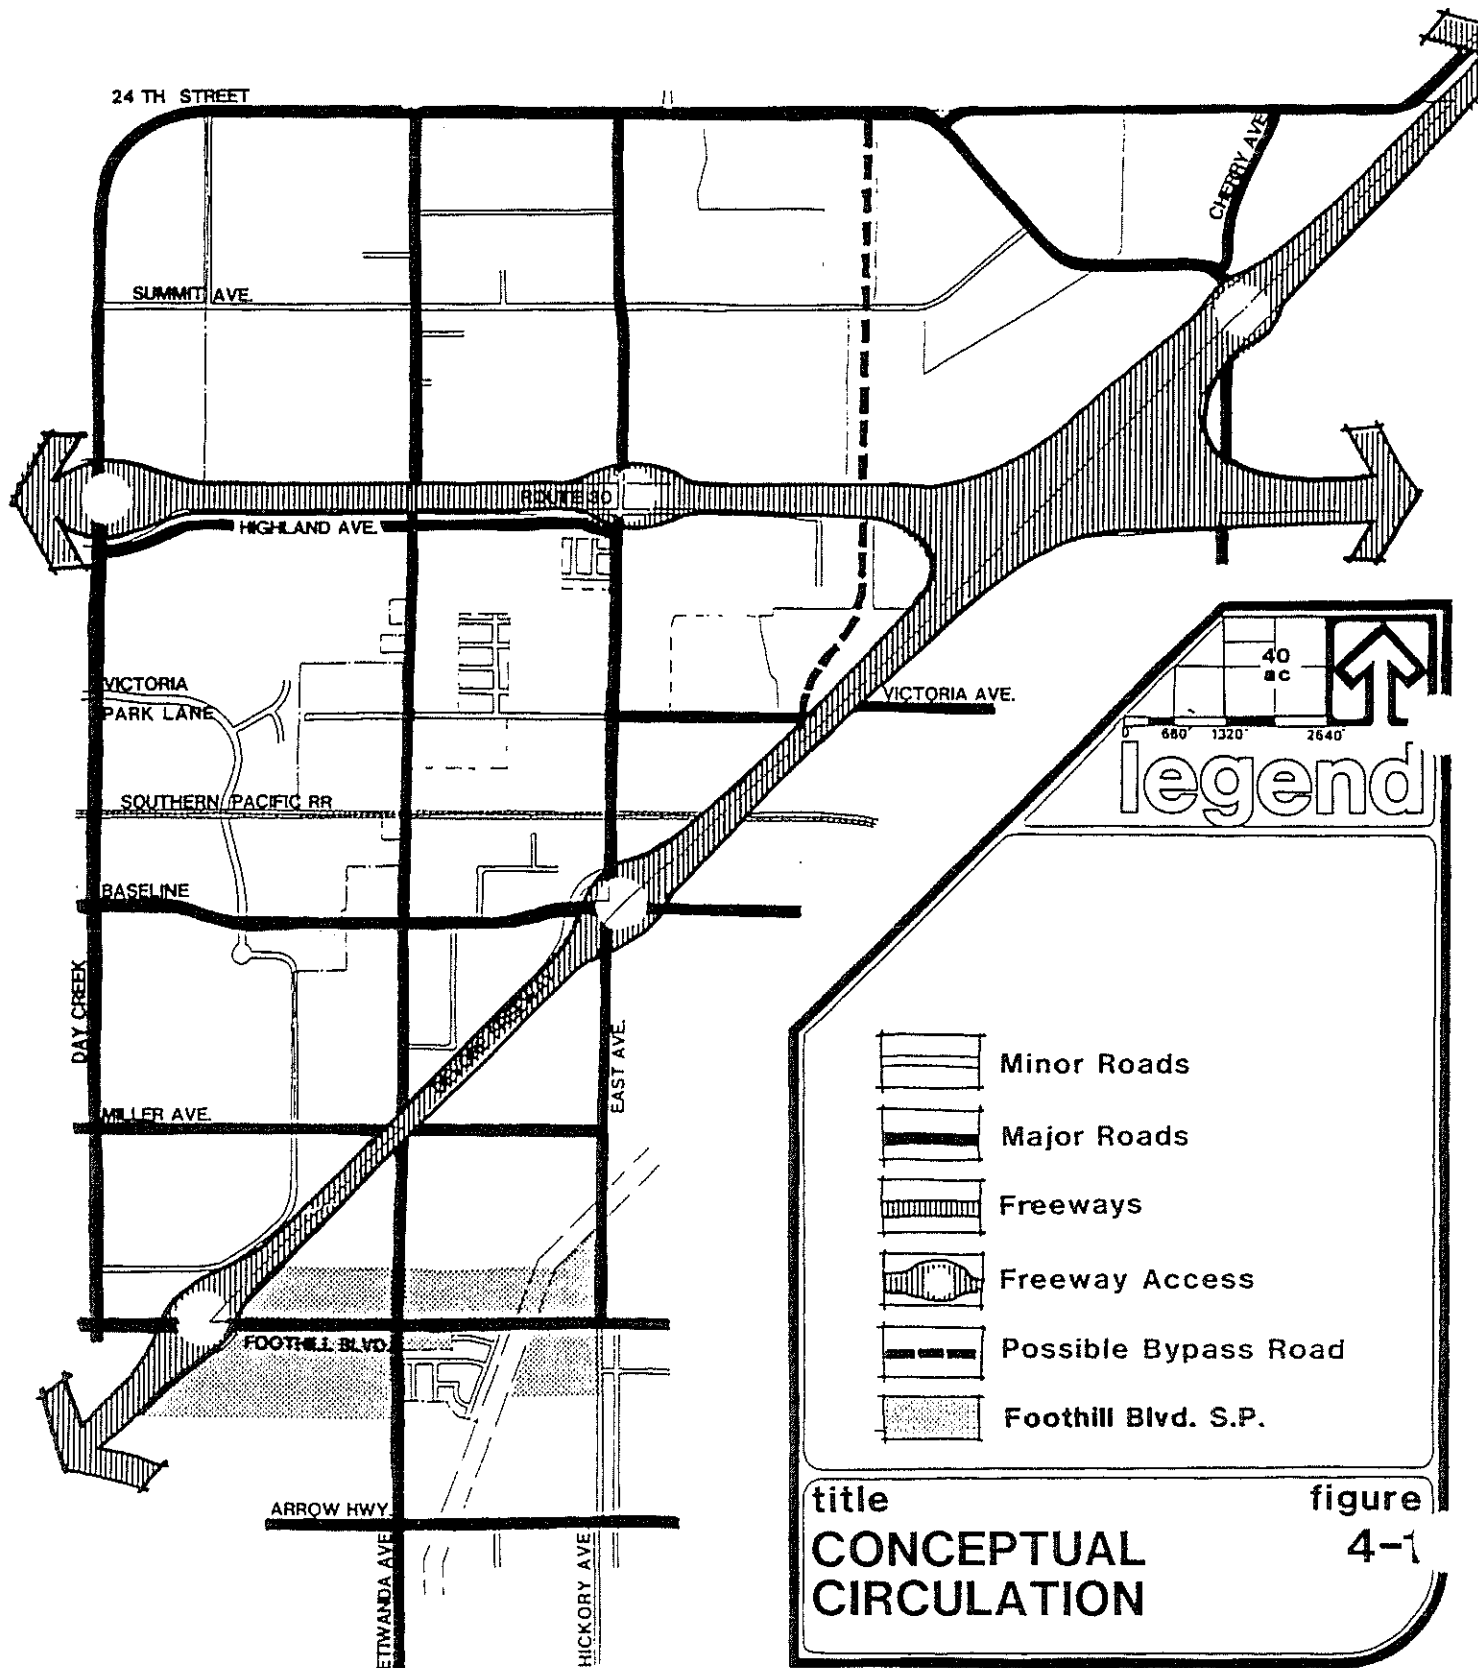 24 TH STREET
CHERRY AVE.
SUMMIT AVE.
ROUTE 30
HIGHLAND AVE.
VICTORIA
PARK LANE
VICTORIA AVE.
SOUTHERN PACIFIC RR
BASELINE
DAY CREEK
EAST AVE.
MILLER AVE.
FOOTHILL BLVD.
ARROW HWY.
ETIWANDA AVE.
HICKORY AVE.
40
ac
0 660' 1320' 2640'
legend
Minor Roads
Major Roads
Freeways
Freeway Access
Possible Bypass Road
Foothill Blvd. S.P.
title figure
CONCEPTUAL 4-1
CIRCULATION